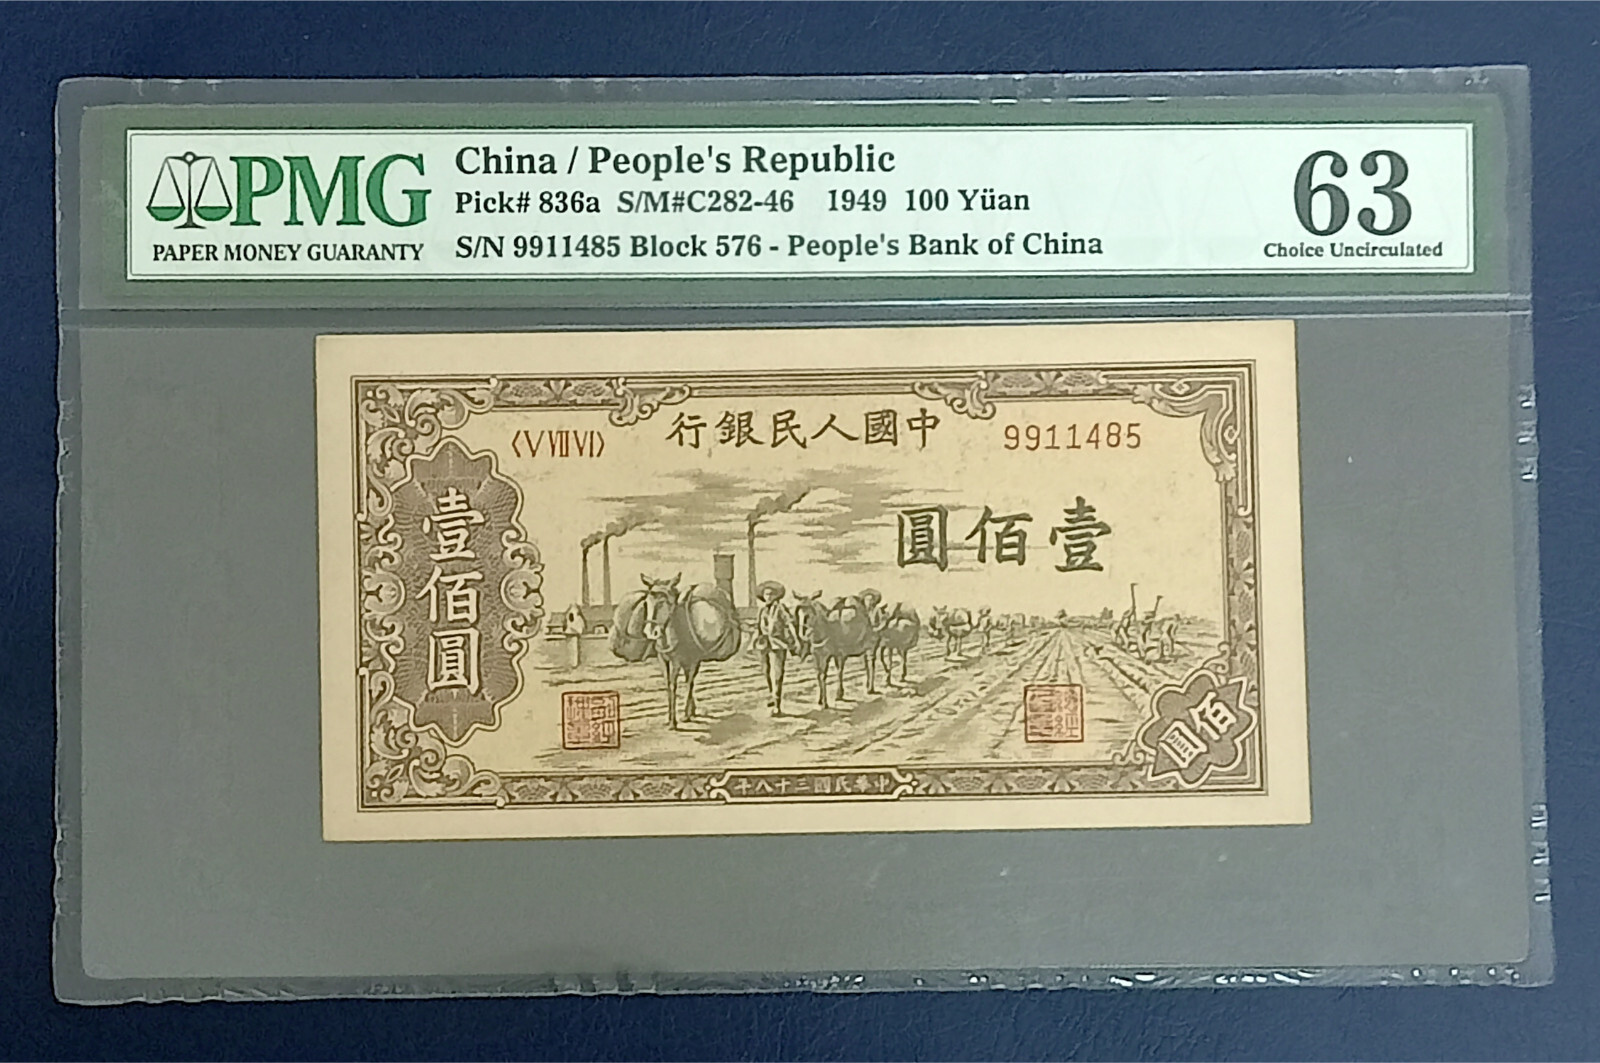 PMG
PAPER MONEY GUARANTY
China / People's Republic
Pick# 836a S/M#C282-46 1949 100 Yüan
S/N 9911485 Block 576 - People's Bank of China
63
Choice Uncirculated
〈V VII VI〉
行銀民人國中
9911485
圓佰壹
壹佰圓
佰圓
年八十三國民華中